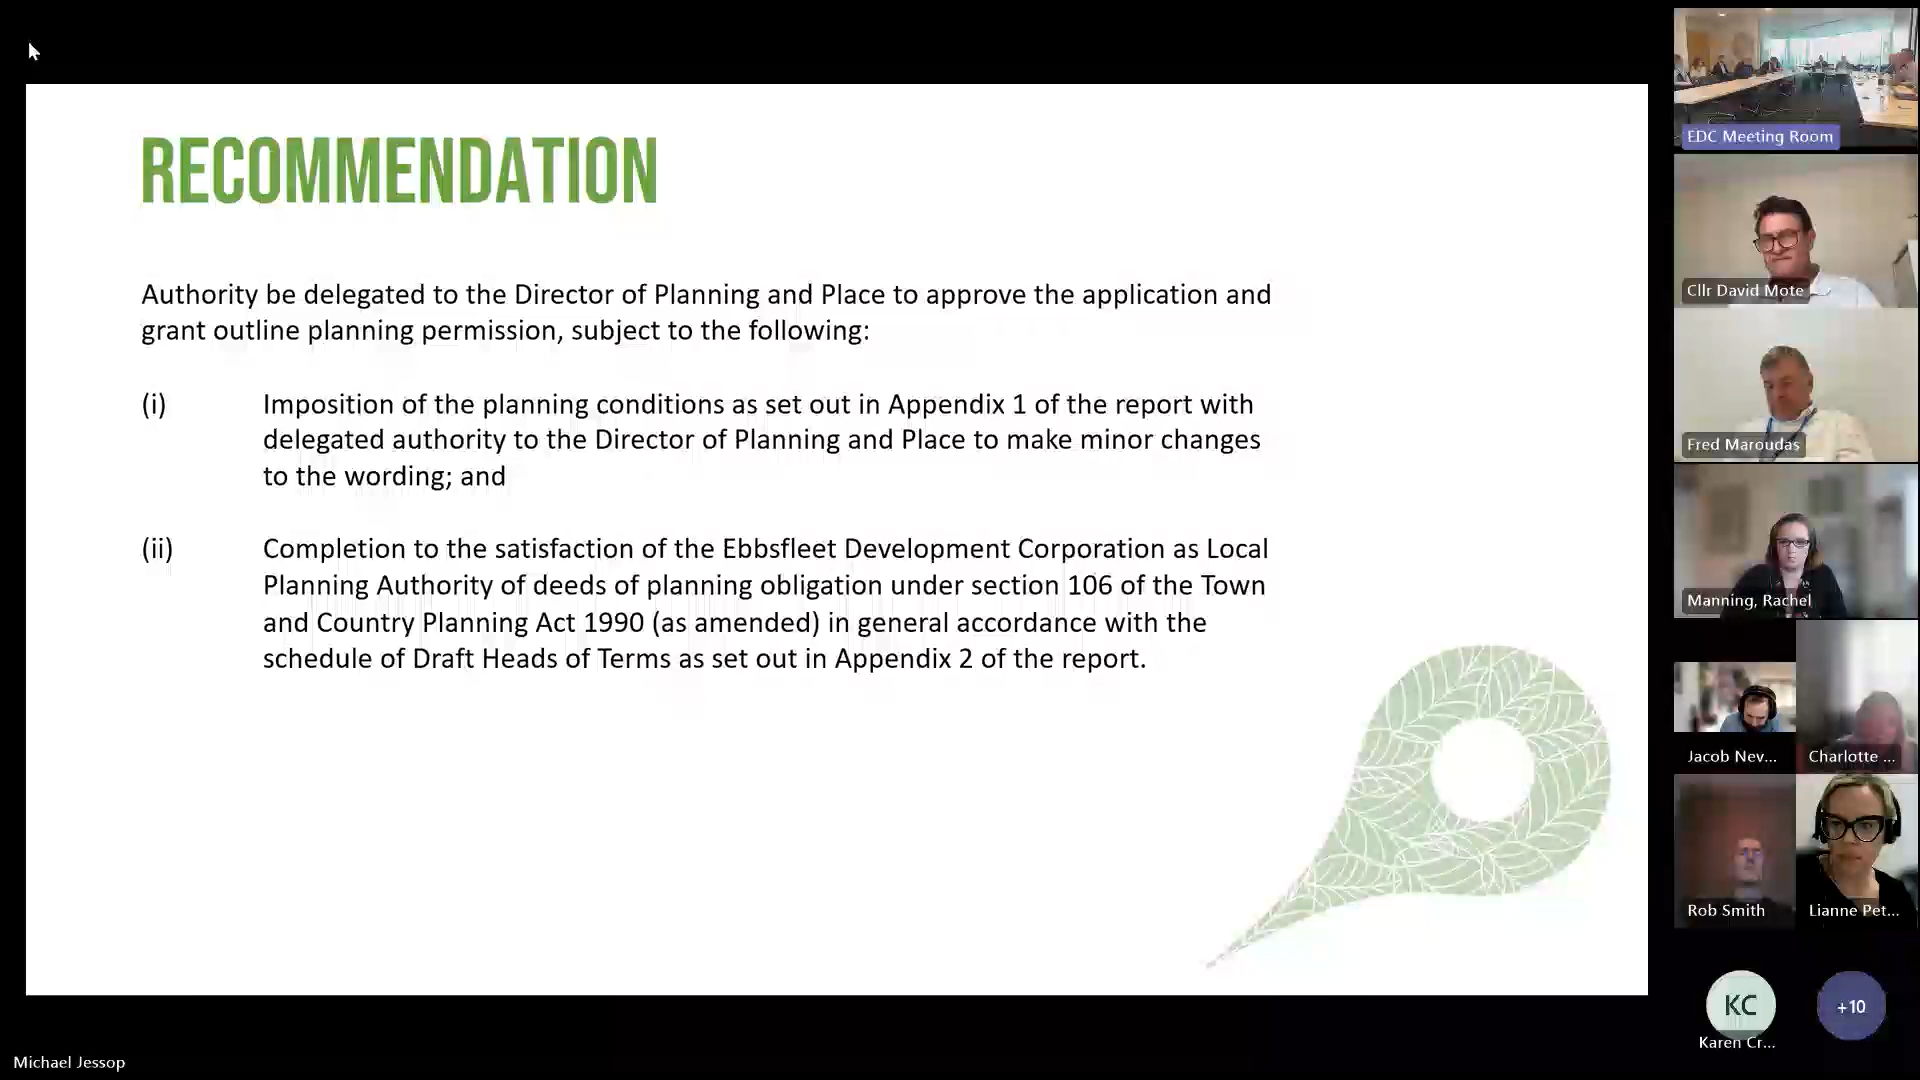 RECOMMENDATION
Authority be delegated to the Director of Planning and Place to approve the application and
grant outline planning permission, subject to the following:
(i) Imposition of the planning conditions as set out in Appendix 1 of the report with
delegated authority to the Director of Planning and Place to make minor changes
to the wording; and
(ii) Completion to the satisfaction of the Ebbsfleet Development Corporation as Local
Planning Authority of deeds of planning obligation under section 106 of the Town
and Country Planning Act 1990 (as amended) in general accordance with the
schedule of Draft Heads of Terms as set out in Appendix 2 of the report.
Michael Jessop
EDC Meeting Room
Cllr David Mote
Fred Maroudas
Manning, Rachel
Jacob Nev...
Charlotte ...
Rob Smith
Lianne Pet...
KC
+10
Karen Cr...